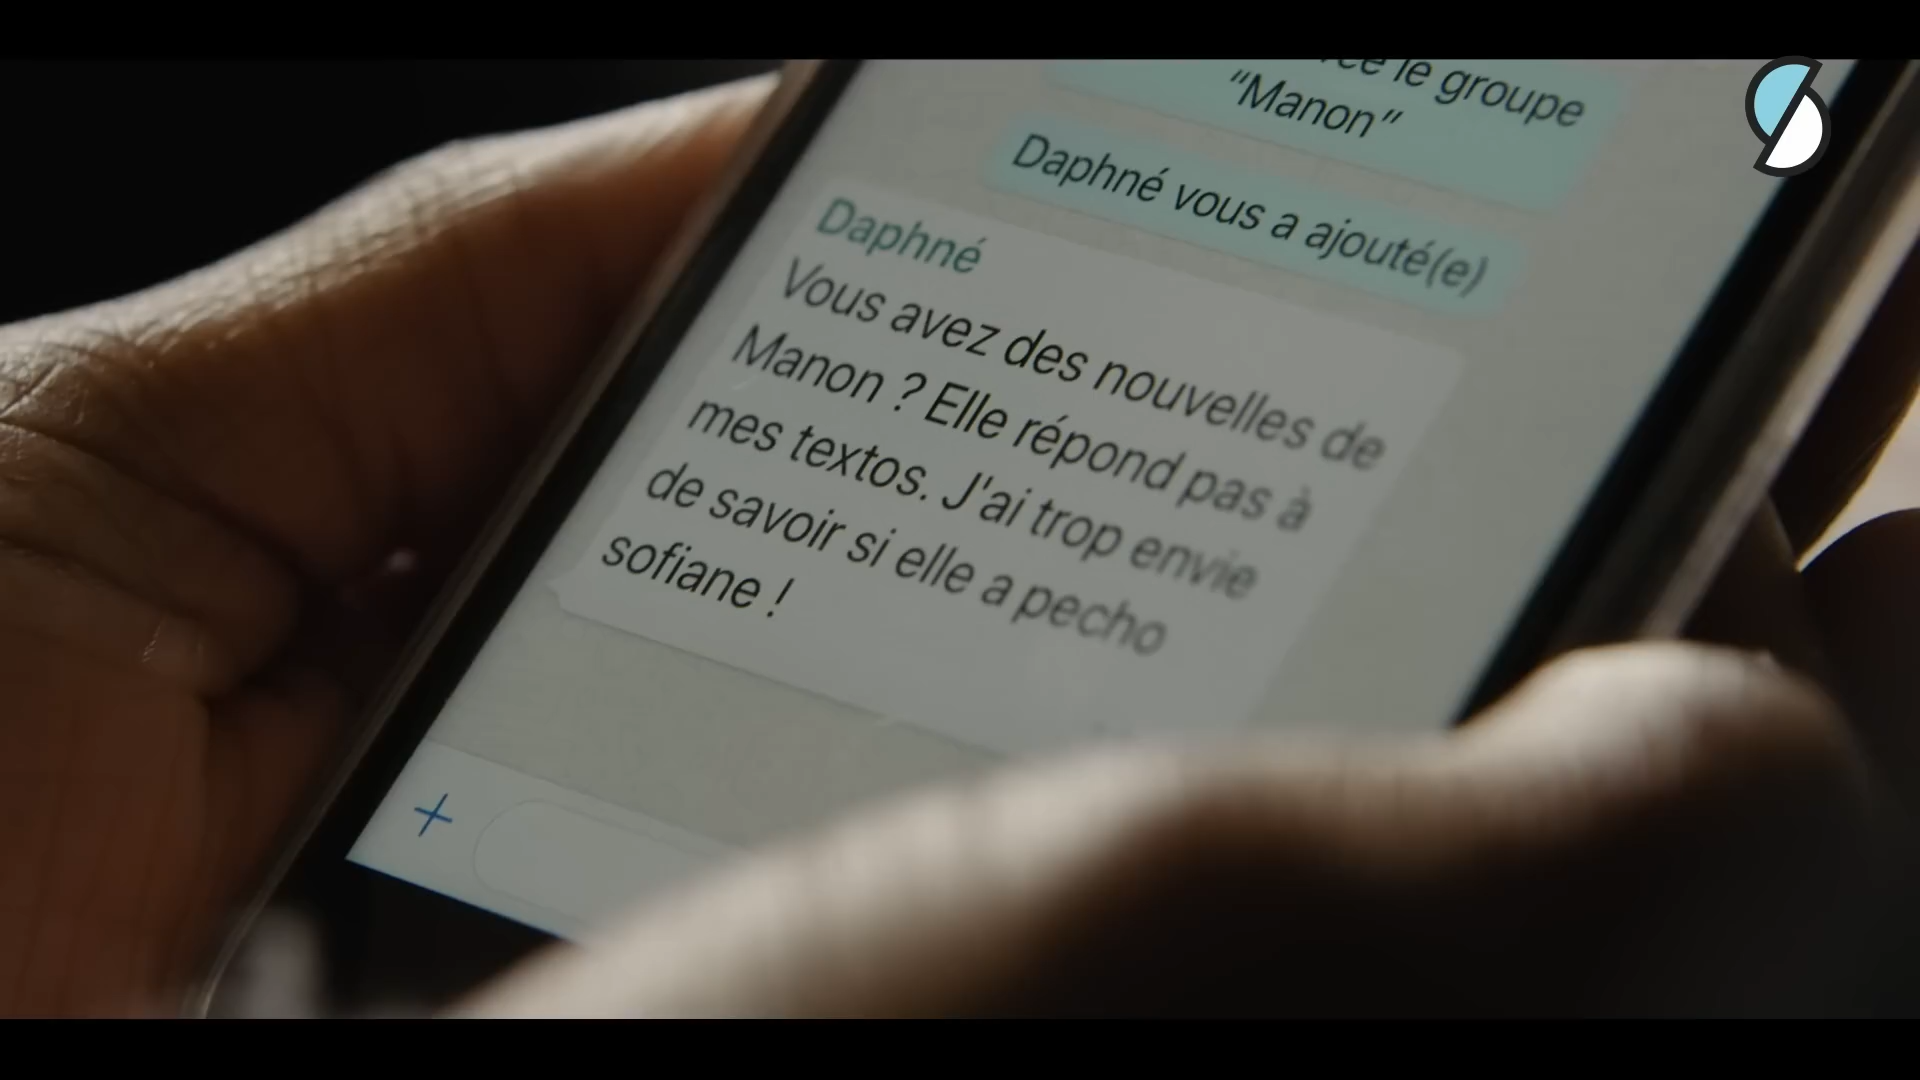 le groupe
“Manon”
Daphné vous a ajouté(e)
Daphné
Vous avez des nouvelles de
Manon ? Elle répond pas à
mes textos. J'ai trop envie
de savoir si elle a pecho
sofiane !